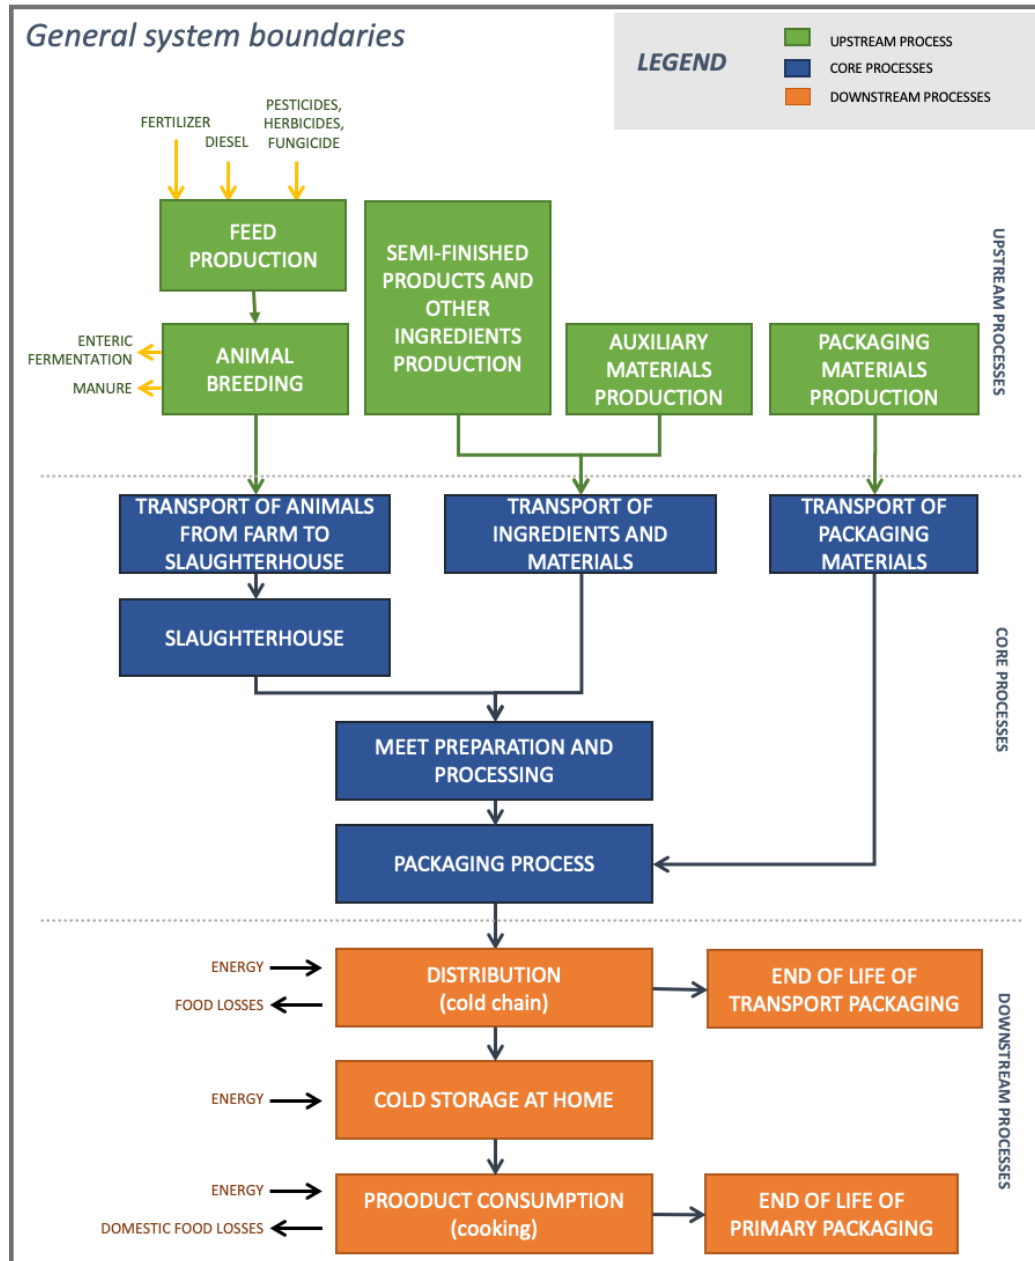 General system boundaries
LEGEND
UPSTREAM PROCESS
CORE PROCESSES
DOWNSTREAM PROCESSES
FERTILIZER
DIESEL
PESTICIDES,
HERBICIDES,
FUNGICIDE
FEED
PRODUCTION
SEMI-FINISHED
PRODUCTS AND
OTHER
INGREDIENTS
PRODUCTION
ENTERIC
FERMENTATION
MANURE
ANIMAL
BREEDING
AUXILIARY
MATERIALS
PRODUCTION
PACKAGING
MATERIALS
PRODUCTION
UPSTREAM PROCESSES
TRANSPORT OF ANIMALS
FROM FARM TO
SLAUGHTERHOUSE
TRANSPORT OF
INGREDIENTS AND
MATERIALS
TRANSPORT OF
PACKAGING
MATERIALS
SLAUGHTERHOUSE
CORE PROCESSES
MEET PREPARATION AND
PROCESSING
PACKAGING PROCESS
ENERGY
FOOD LOSSES
DISTRIBUTION
(cold chain)
END OF LIFE OF
TRANSPORT PACKAGING
DOWNSTREAM PROCESSES
ENERGY
COLD STORAGE AT HOME
ENERGY
DOMESTIC FOOD LOSSES
PROODUCT CONSUMPTION
(cooking)
END OF LIFE OF
PRIMARY PACKAGING